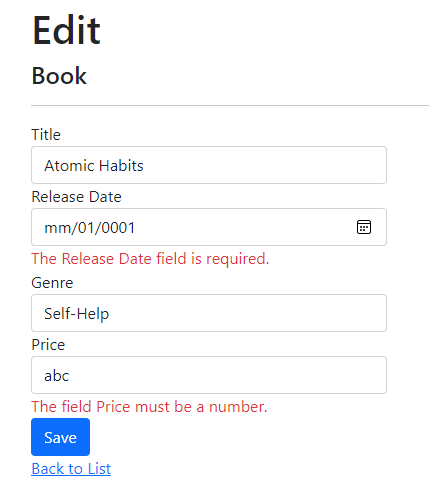 Edit
Book
Title
Atomic Habits
Release Date
mm/01/0001
The Release Date field is required.
Genre
Self-Help
Price
abc
The field Price must be a number.
Save
Back to List